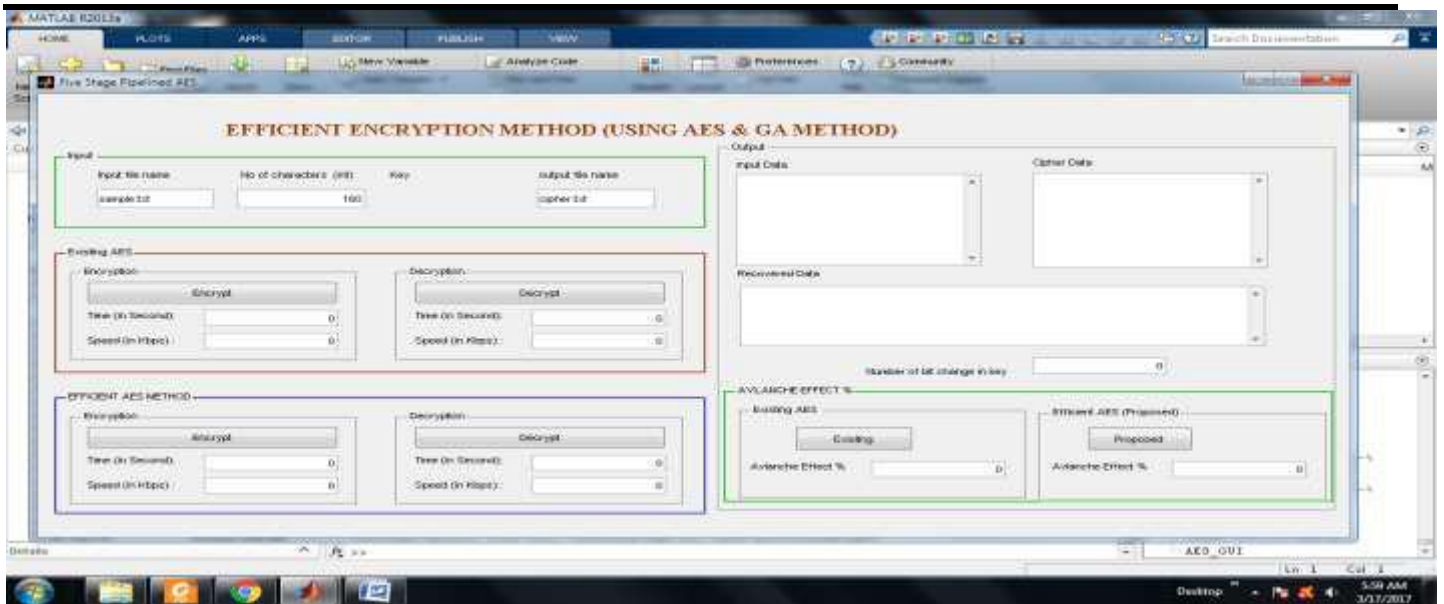 MATLAB R2013a
HOME PLOTS APPS EDITOR PUBLISH VIEW
Search Documentation
New Variable
Analyze Code
Preferences
Community
Five Stage Pipelined AES
EFFICIENT ENCRYPTION METHOD (USING AES & GA METHOD)
Input
Input file name
No of characters (init)
Key
output file name
sample.txt
160
cipher.txt
Existing AES
Encryption
Encrypt
Time (in Second):
0
Speed (in Kbps) :
0
Decryption
Decrypt
Time (in Second):
0
Speed (in Kbps) :
0
EFFICIENT AES METHOD
Encryption
Encrypt
Time (in Second):
0
Speed (in Kbps) :
0
Decryption
Decrypt
Time (in Second):
0
Speed (in Kbps) :
0
Output
Input Data
Cipher Data
Recovered Data
Number of bit change in key
0
AVLANCHE EFFECT %
Existing AES
Existing
Avlanche Effect %
0
Efficient AES (Proposed)
Proposed
Avlanche Effect %
0
Details
fx >>
AES_GUI
Ln 1 Col 1
Desktop
5:59 AM
3/17/2017